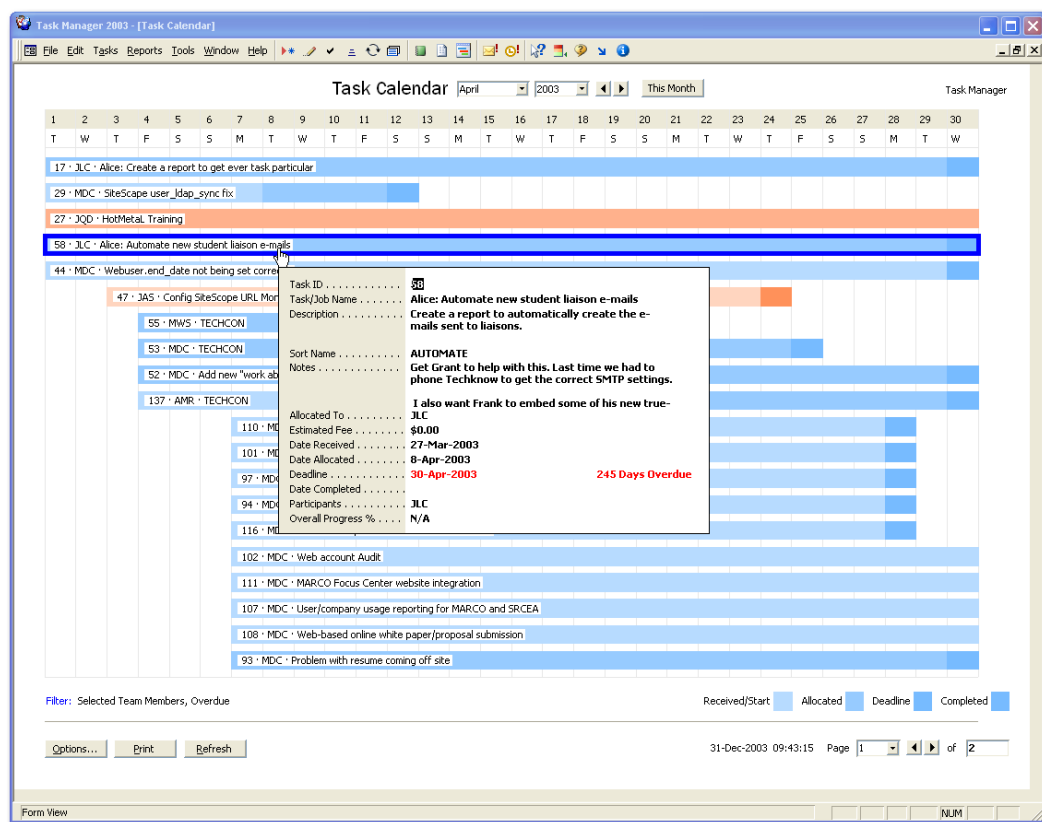 Task Manager 2003 - [Task Calendar]
File Edit Tasks Reports Tools Window Help
Task Calendar April 2003 This Month Task Manager
1 2 3 4 5 6 7 8 9 10 11 12 13 14 15 16 17 18 19 20 21 22 23 24 25 26 27 28 29 30
T W T F S S M T W T F S S M T W T F S S M T W T F S S M T W
17 · JLC · Alice: Create a report to get ever task particular
29 · MDC · SiteScape user_ldap_sync fix
27 · JQD · HotMetaL Training
58 · JLC · Alice: Automate new student liaison e-mails
44 · MDC · Webuser.end_date not being set corre
47 · JAS · Config SiteScope URL Mor
55 · MWS · TECHCON
53 · MDC · TECHCON
52 · MDC · Add new "work ab
137 · AMR · TECHCON
110 · MD
101 · MD
97 · MD
94 · MD
116 · M
Task ID . . . . . . . . . . . . 58
Task/Job Name . . . . . . . Alice: Automate new student liaison e-mails
Description . . . . . . . . . . Create a report to automatically create the e-
mails sent to liaisons.
Sort Name . . . . . . . . . . AUTOMATE
Notes . . . . . . . . . . . . . Get Grant to help with this. Last time we had to
phone Techknow to get the correct SMTP settings.
I also want Frank to embed some of his new true-
Allocated To . . . . . . . . . JLC
Estimated Fee . . . . . . . . $0.00
Date Received . . . . . . . . 27-Mar-2003
Date Allocated . . . . . . . . 8-Apr-2003
Deadline . . . . . . . . . . . . 30-Apr-2003 245 Days Overdue
Date Completed . . . . . .
Participants . . . . . . . . . JLC
Overall Progress % . . . . N/A
102 · MDC · Web account Audit
111 · MDC · MARCO Focus Center website integration
107 · MDC · User/company usage reporting for MARCO and SRCEA
108 · MDC · Web-based online white paper/proposal submission
93 · MDC · Problem with resume coming off site
Filter: Selected Team Members, Overdue Received/Start Allocated Deadline Completed
Options... Print Refresh 31-Dec-2003 09:43:15 Page 1 of 2
Form View NUM